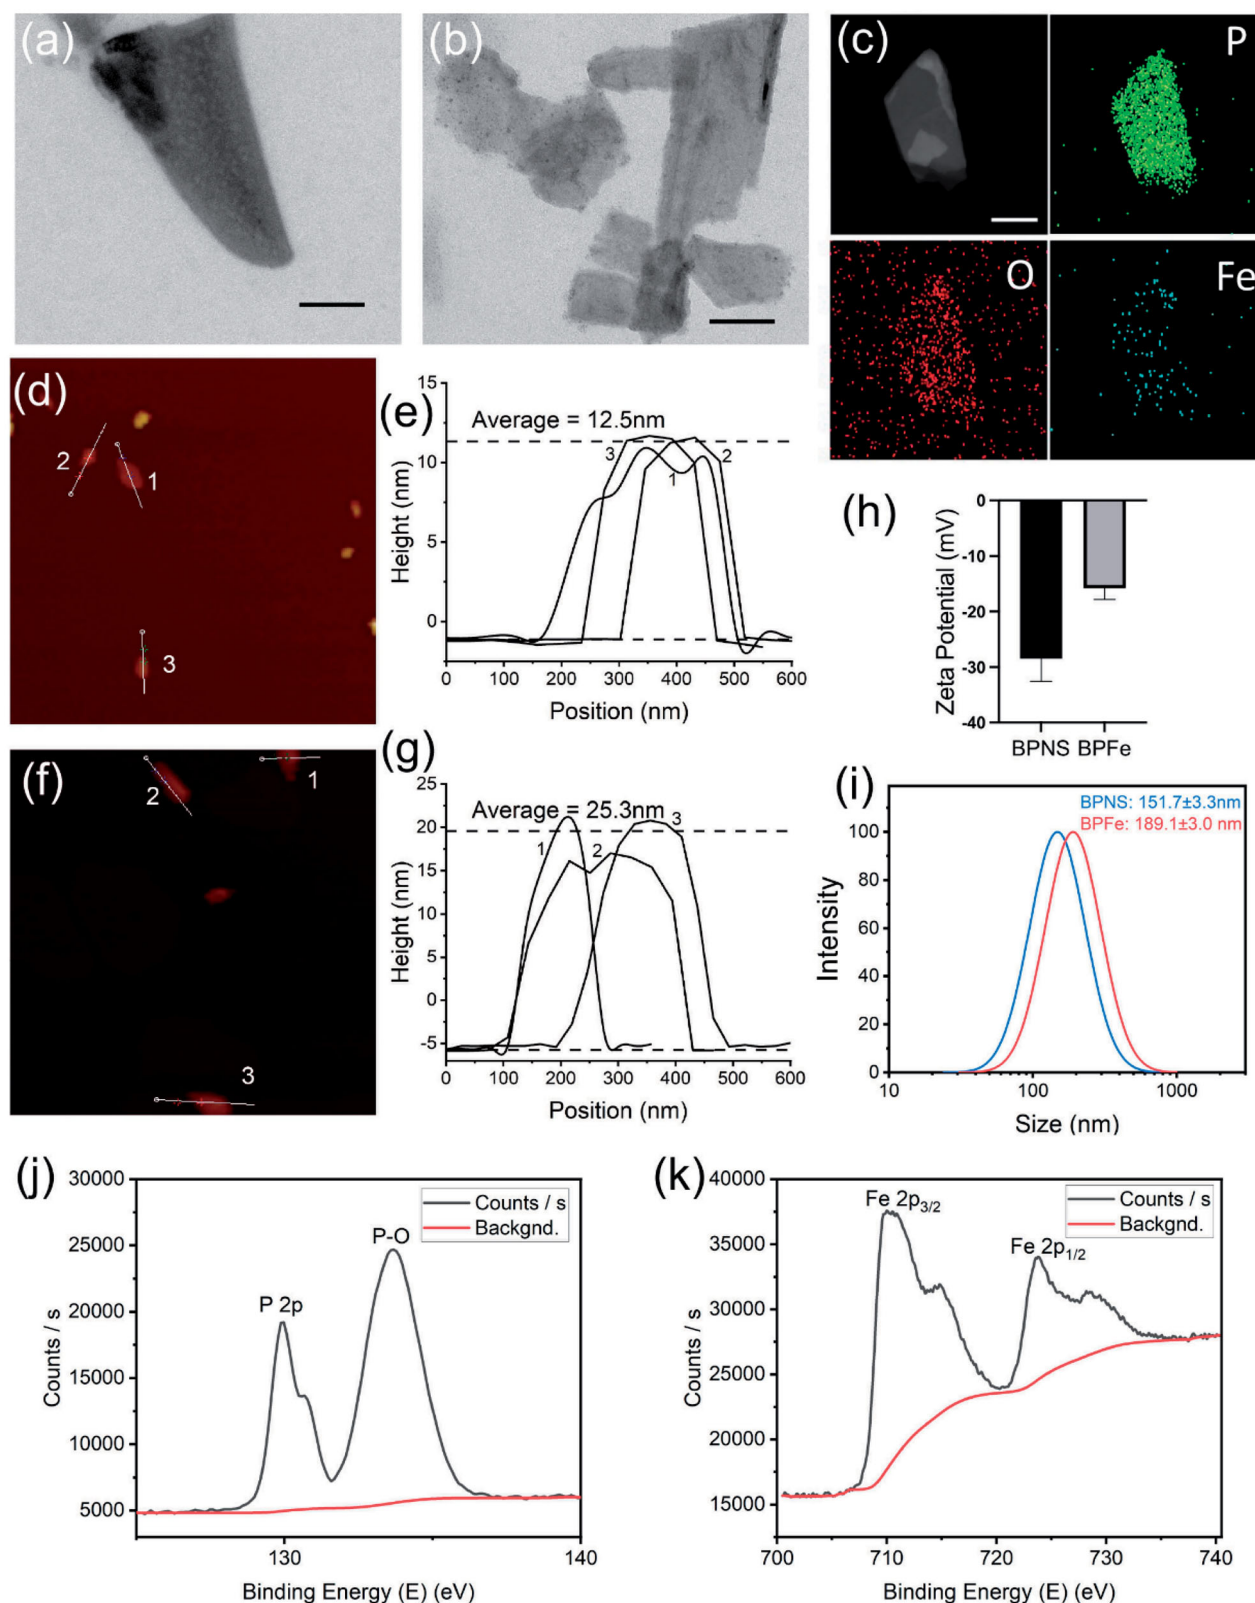 (a)
(b)
(c)
P
O
Fe
(d)
2
1
3
(e)
Average = 12.5nm
15
10
5
0
Height (nm)
3
1
2
0 100 200 300 400 500 600
Position (nm)
(h)
0
-10
-20
-30
-40
Zeta Potential (mV)
BPNS BPFe
(f)
1
2
3
(g)
Average = 25.3nm
25
20
15
10
5
0
-5
Height (nm)
1
2
3
0 100 200 300 400 500 600
Position (nm)
(i)
BPNS: 151.7±3.3nm
BPFe: 189.1±3.0 nm
100
80
60
40
20
0
Intensity
10 100 1000
Size (nm)
(j)
30000
25000
20000
15000
10000
5000
Counts / s
Counts / s
Backgnd.
P-O
P 2p
130 140
Binding Energy (E) (eV)
(k)
40000
35000
30000
25000
20000
15000
Counts / s
Counts / s
Backgnd.
Fe 2p3/2
Fe 2p1/2
700 710 720 730 740
Binding Energy (E) (eV)